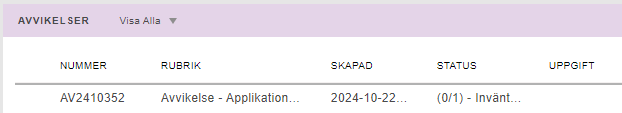 AVVIKELSER Visa Alla
NUMMER RUBRIK SKAPAD STATUS UPPGIFT
AV2410352 Avvikelse - Applikation... 2024-10-22... (0/1) - Invänt...